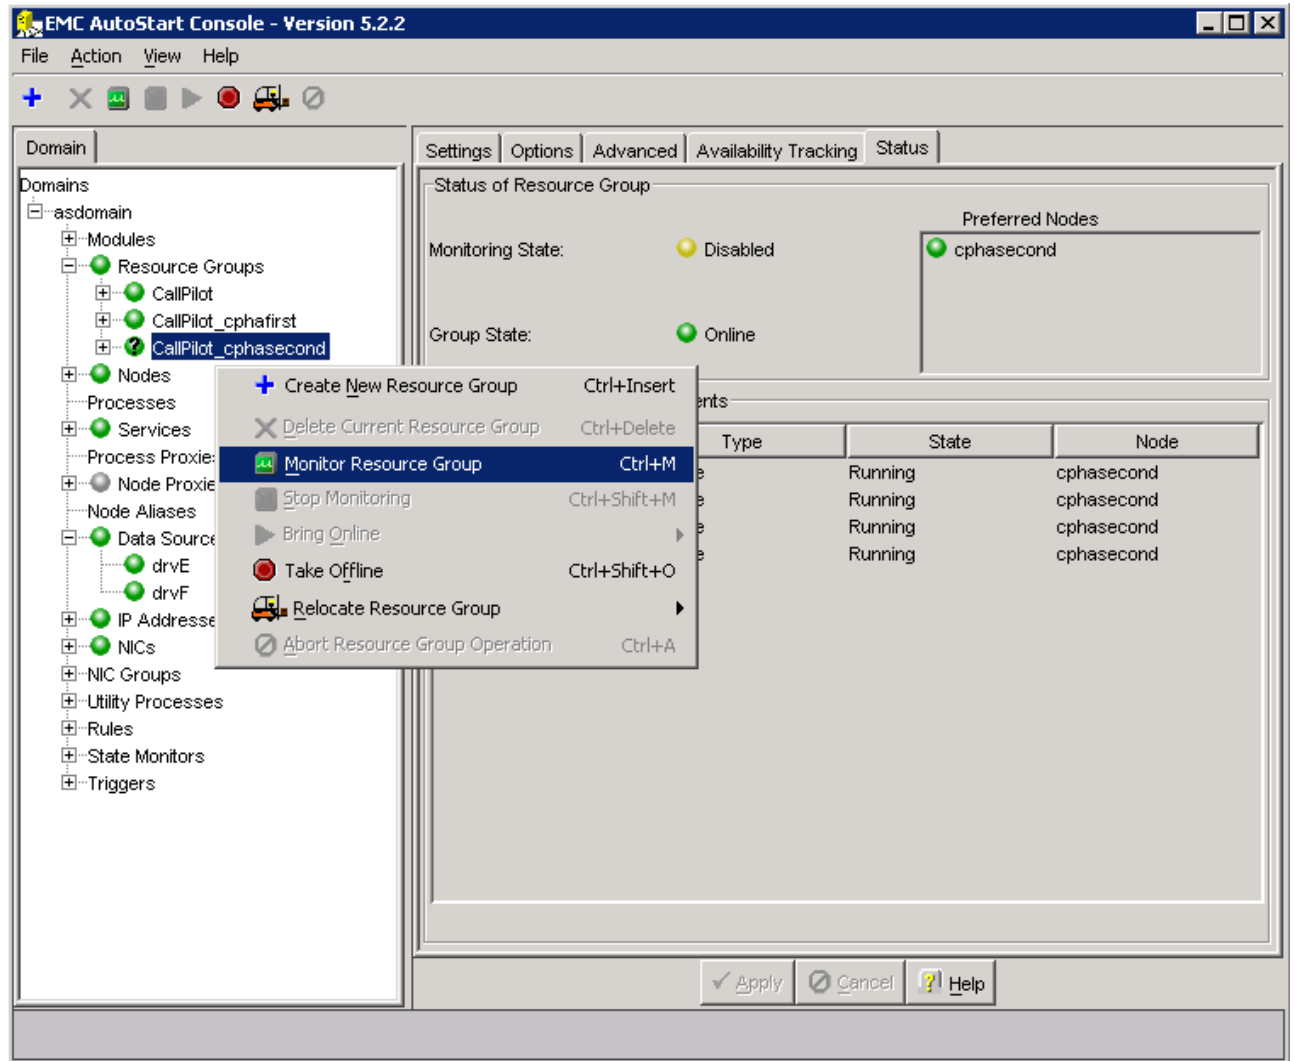 EMC AutoStart Console - Version 5.2.2
File Action View Help
Domain
Settings Options Advanced Availability Tracking Status
Domains
asdomain
Modules
Resource Groups
CallPilot
CallPilot_cphafirst
CallPilot_cphasecond
Nodes
Processes
Services
Process Proxie
Node Proxie
Node Aliases
Data Source
drvE
drvF
IP Addresse
NICs
NIC Groups
Utility Processes
Rules
State Monitors
Triggers
Create New Resource Group Ctrl+Insert
Delete Current Resource Group Ctrl+Delete
Monitor Resource Group Ctrl+M
Stop Monitoring Ctrl+Shift+M
Bring Online
Take Offline Ctrl+Shift+O
Relocate Resource Group
Abort Resource Group Operation Ctrl+A
Status of Resource Group
Preferred Nodes
Monitoring State: Disabled
cphasecond
Group State: Online
ents
Type State Node
e Running cphasecond
e Running cphasecond
e Running cphasecond
e Running cphasecond
Apply Cancel Help